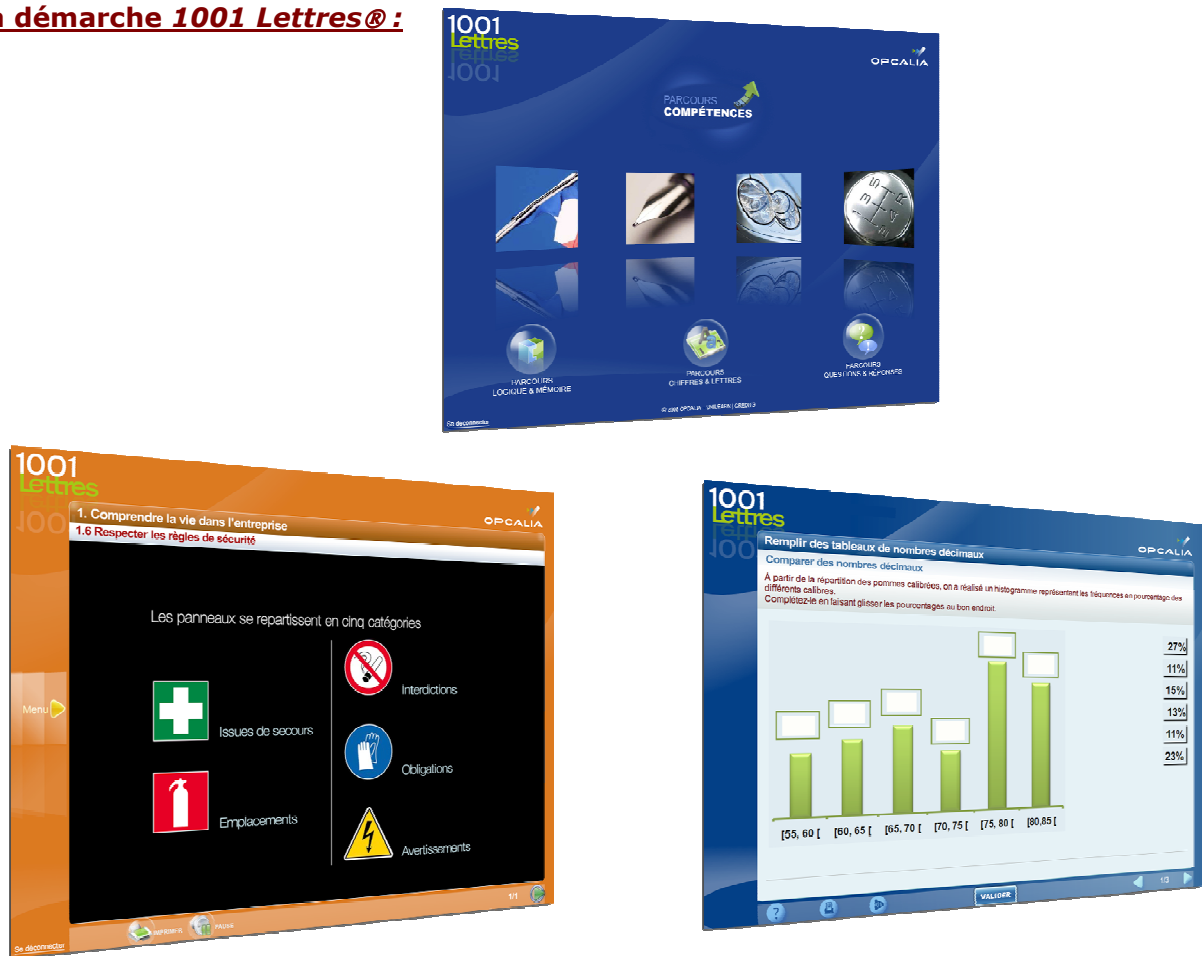 a démarche 1001 Lettres® :
1001
Lettres
OPCALIA
PARCOURS
COMPÉTENCES
PARCOURS
LOGIQUE & MÉMOIRE
PARCOURS
CHIFFRES & LETTRES
PARCOURS
QUESTIONS & RÉPONSES
OPCALIA
Se déconnecter
1001
Lettres
OPCALIA
1. Comprendre la vie dans l'entreprise
1.6 Respecter les règles de sécurité
Les panneaux se repartissent en cinq catégories
Issues de secours
Emplacements
Interdictions
Obligations
Avertissements
Menu
1/1
IMPRIMER
PAUSE
Se déconnecter
1001
Lettres
OPCALIA
Remplir des tableaux de nombres décimaux
Comparer des nombres décimaux
À partir de la répartition des pommes calibrées, on a réalisé un histogramme représentant les fréquences en pourcentage des
différents calibres.
Complétez-le en faisant glisser les pourcentages au bon endroit.
27%
11%
15%
13%
11%
23%
[55, 60 [ [60, 65 [ [65, 70 [ [70, 75 [ [75, 80 [ [80,85 [
VALIDER
1/3